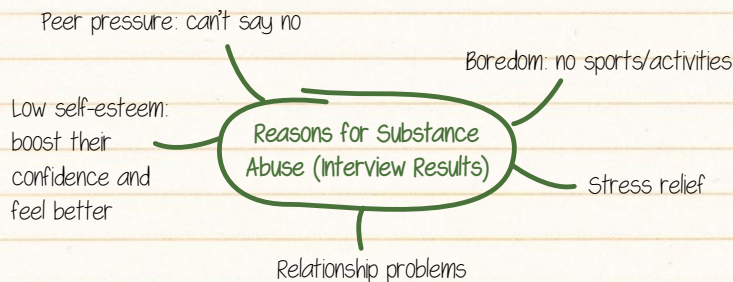 Peer pressure: can't say no
Boredom: no sports/activities
Low self-esteem:
boost their
confidence and
feel better
Reasons for Substance
Abuse (Interview Results)
Stress relief
Relationship problems